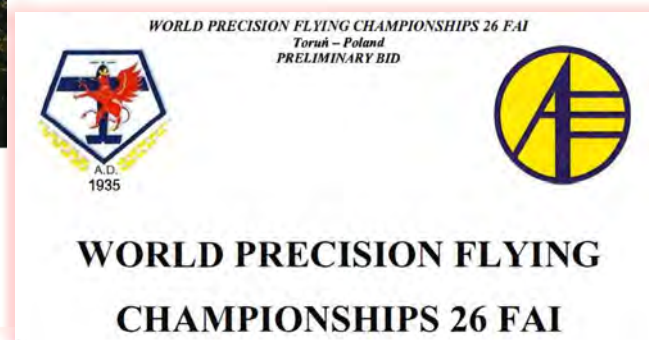 WORLD PRECISION FLYING CHAMPIONSHIPS 26 FAI
Toruń – Poland
PRELIMINARY BID
A.D.
1935
WORLD PRECISION FLYING
CHAMPIONSHIPS 26 FAI